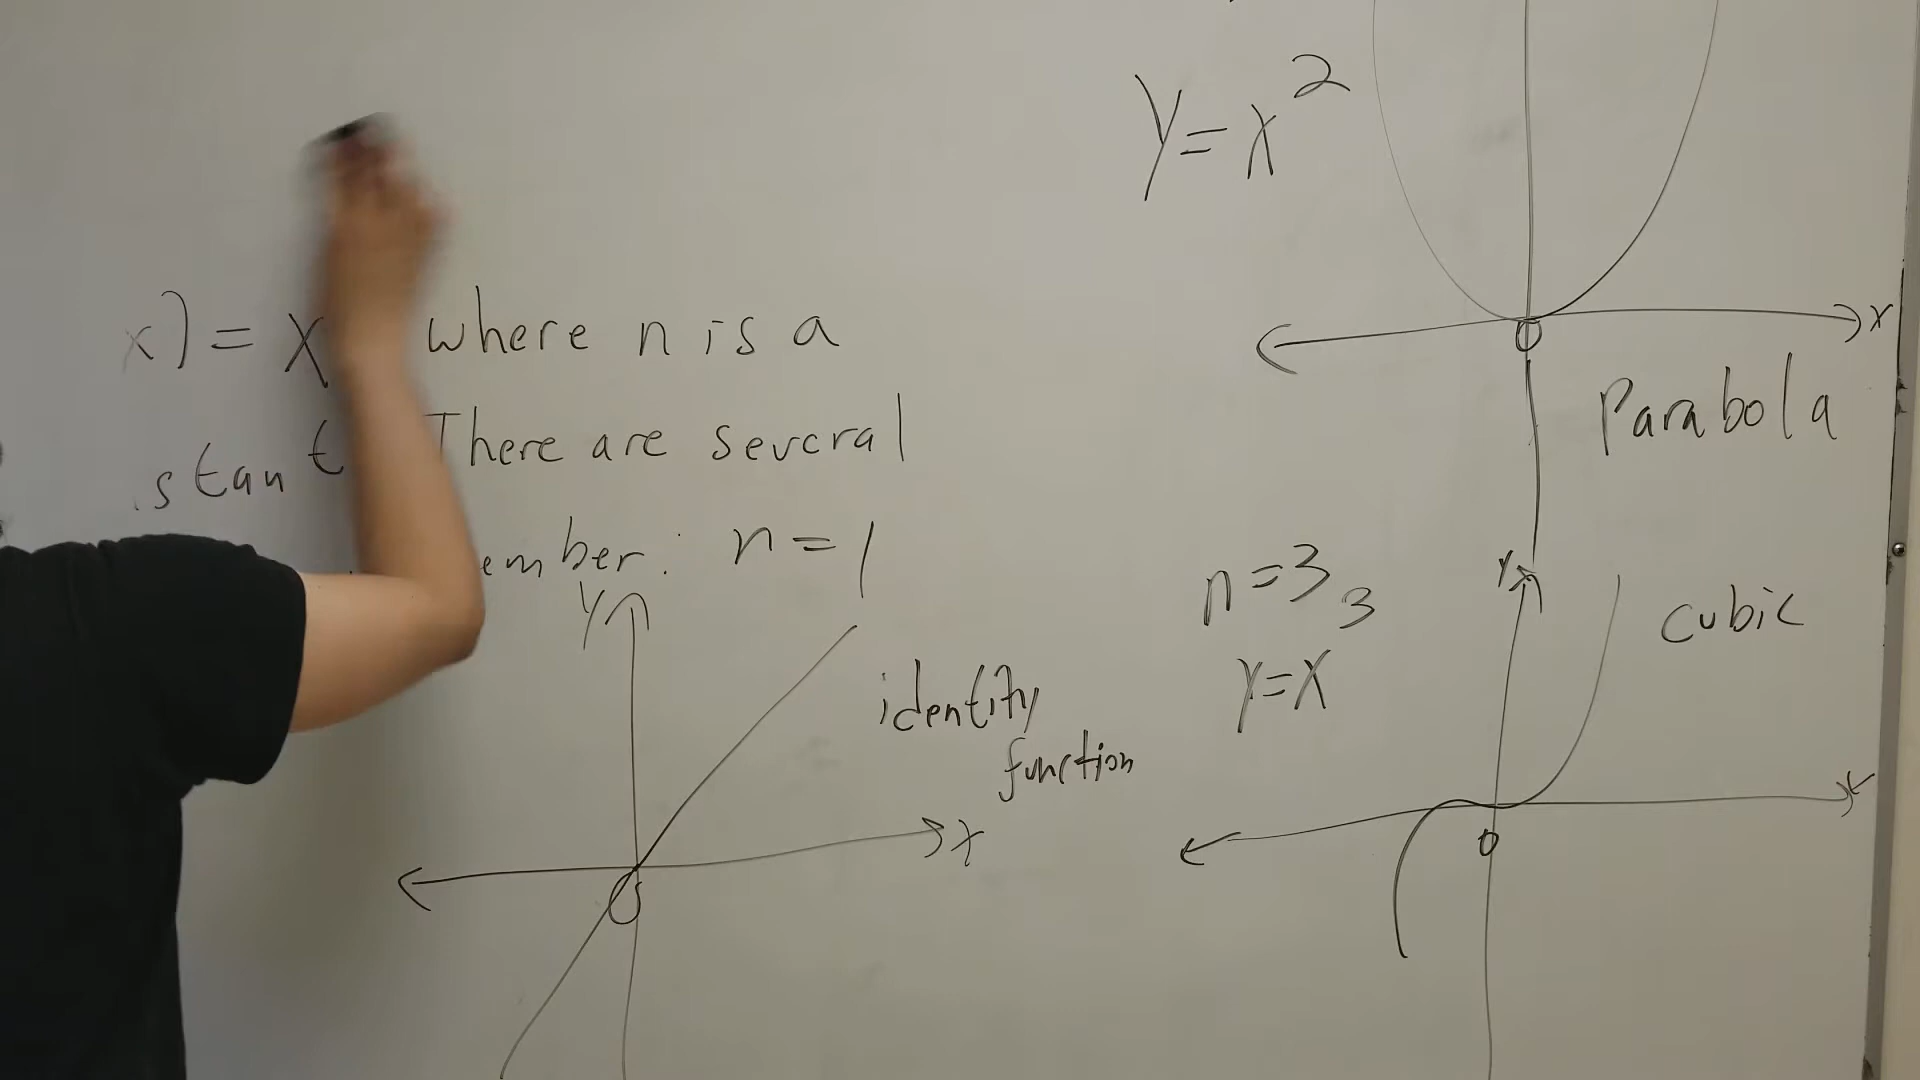 x) = x where n is a
stant There are several
ember: n = 1
y
identity
function
x
0
y = x²
x
0
Parabola
n = 3
y = x³
y
cubic
x
0